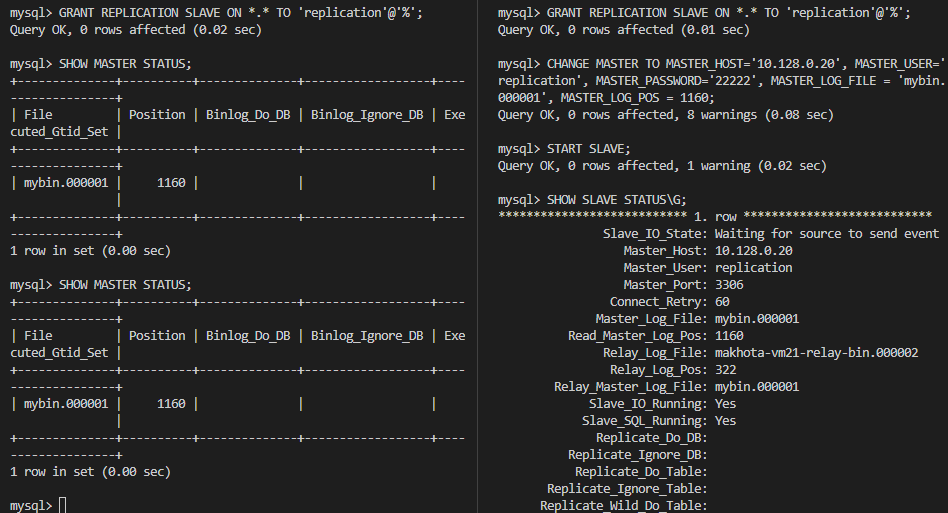 mysql> GRANT REPLICATION SLAVE ON *.* TO 'replication'@'%';
Query OK, 0 rows affected (0.02 sec)
mysql> SHOW MASTER STATUS;
+--------------+----------+--------------+------------------+----
---------------+
| File         | Position | Binlog_Do_DB | Binlog_Ignore_DB | Exe
cuted_Gtid_Set |
+--------------+----------+--------------+------------------+----
---------------+
| mybin.000001 |     1160 |              |                  |
               |
+--------------+----------+--------------+------------------+----
---------------+
1 row in set (0.00 sec)
mysql> SHOW MASTER STATUS;
+--------------+----------+--------------+------------------+----
---------------+
| File         | Position | Binlog_Do_DB | Binlog_Ignore_DB | Exe
cuted_Gtid_Set |
+--------------+----------+--------------+------------------+----
---------------+
| mybin.000001 |     1160 |              |                  |
               |
+--------------+----------+--------------+------------------+----
---------------+
1 row in set (0.00 sec)
mysql>
mysql> GRANT REPLICATION SLAVE ON *.* TO 'replication'@'%';
Query OK, 0 rows affected (0.01 sec)
mysql> CHANGE MASTER TO MASTER_HOST='10.128.0.20', MASTER_USER='
replication', MASTER_PASSWORD='22222', MASTER_LOG_FILE = 'mybin.
000001', MASTER_LOG_POS = 1160;
Query OK, 0 rows affected, 8 warnings (0.08 sec)
mysql> START SLAVE;
Query OK, 0 rows affected, 1 warning (0.02 sec)
mysql> SHOW SLAVE STATUS\G;
*************************** 1. row ***************************
Slave_IO_State: Waiting for source to send event
Master_Host: 10.128.0.20
Master_User: replication
Master_Port: 3306
Connect_Retry: 60
Master_Log_File: mybin.000001
Read_Master_Log_Pos: 1160
Relay_Log_File: makhota-vm21-relay-bin.000002
Relay_Log_Pos: 322
Relay_Master_Log_File: mybin.000001
Slave_IO_Running: Yes
Slave_SQL_Running: Yes
Replicate_Do_DB:
Replicate_Ignore_DB:
Replicate_Do_Table:
Replicate_Ignore_Table:
Replicate_Wild_Do_Table: